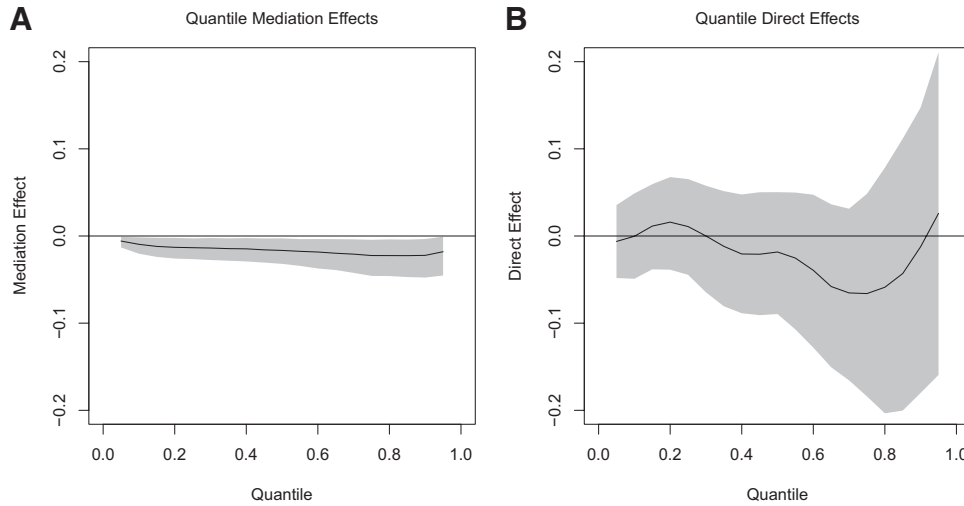 A
Quantile Mediation Effects
0.2
0.1
0.0
−0.1
−0.2
Mediation Effect
0.0 0.2 0.4 0.6 0.8 1.0
Quantile
B
Quantile Direct Effects
0.2
0.1
0.0
−0.1
−0.2
Direct Effect
0.0 0.2 0.4 0.6 0.8 1.0
Quantile